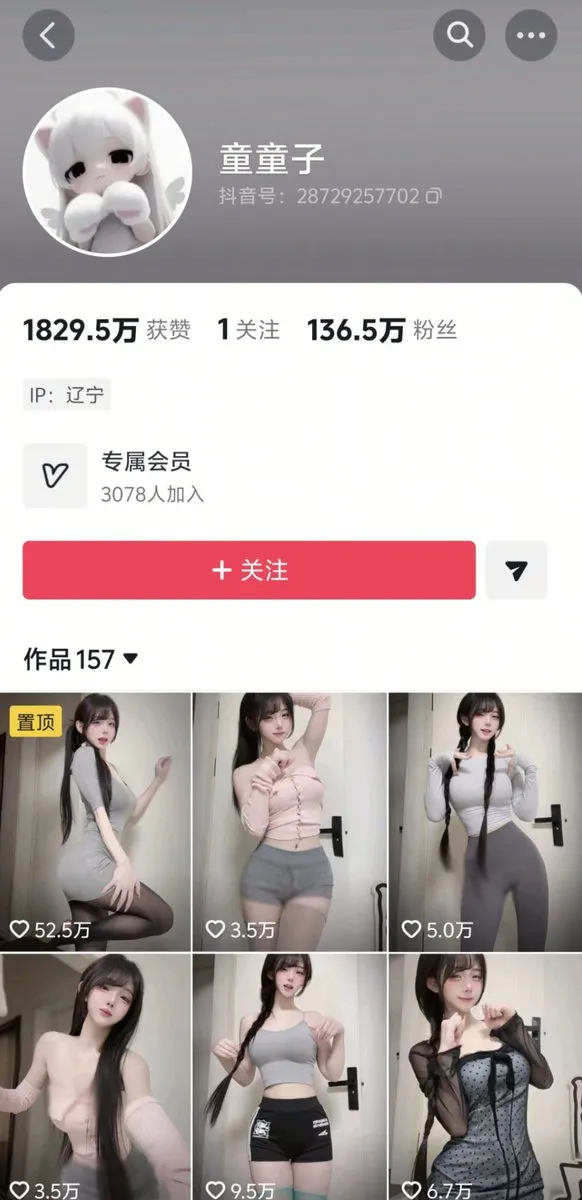 童童子
抖音号：28729257702
1829.5万 获赞 1 关注 136.5万 粉丝
IP：辽宁
专属会员
3078人加入
+ 关注
作品 157
置顶
52.5万 3.5万 5.0万
3.5万 9.5万 6.7万